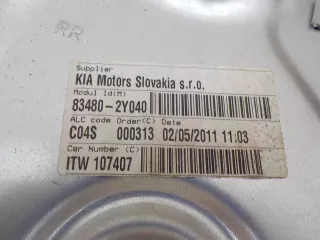 RR
Supplier
KIA Motors Slovakia s.r.o.
Modul Id(M)
83480-2Y040
ALC code Order(C) Date
C04S 000313 02/05/2011 11:03
Car Number (C)
ITW 107407